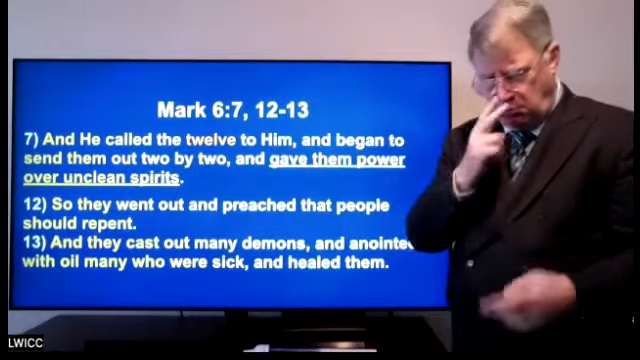 Mark 6:7, 12-13
7) And He called the twelve to Him, and began to
send them out two by two, and gave them power
over unclean spirits.
12) So they went out and preached that people
should repent.
13) And they cast out many demons, and anointed
with oil many who were sick, and healed them.
LWICC